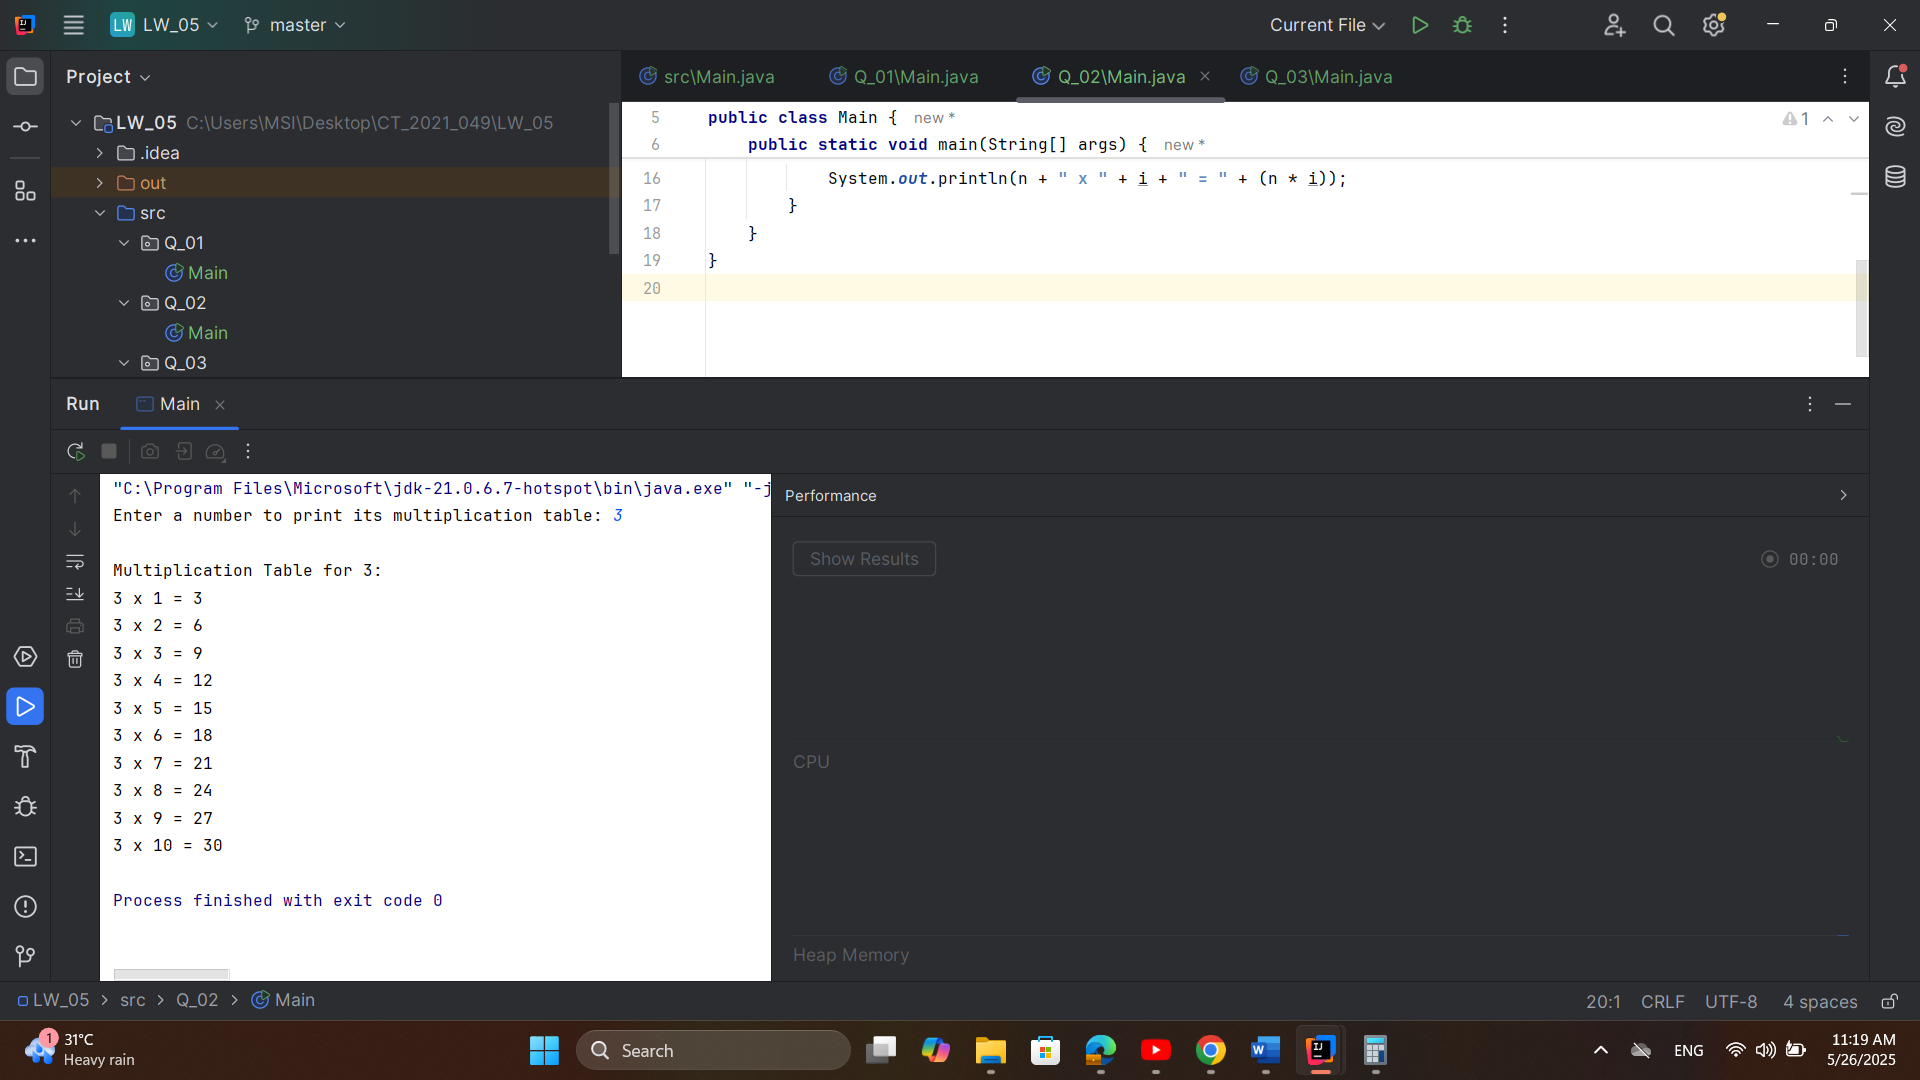 LW LW_05 master Current File
Project
src\Main.java Q_01\Main.java Q_02\Main.java Q_03\Main.java
LW_05 C:\Users\MSI\Desktop\CT_2021_049\LW_05
.idea
out
src
Q_01
Main
Q_02
Main
Q_03
5 public class Main { new *
1
6 public static void main(String[] args) { new *
16 System.out.println(n + " x " + i + " = " + (n * i));
17 }
18 }
19 }
20
Run Main
"C:\Program Files\Microsoft\jdk-21.0.6.7-hotspot\bin\java.exe" "-j
Enter a number to print its multiplication table: 3
Multiplication Table for 3:
3 x 1 = 3
3 x 2 = 6
3 x 3 = 9
3 x 4 = 12
3 x 5 = 15
3 x 6 = 18
3 x 7 = 21
3 x 8 = 24
3 x 9 = 27
3 x 10 = 30
Process finished with exit code 0
Performance
Show Results 00:00
CPU
Heap Memory
LW_05 > src > Q_02 > Main 20:1 CRLF UTF-8 4 spaces
1
31°C
Heavy rain
Search
ENG
11:19 AM
5/26/2025